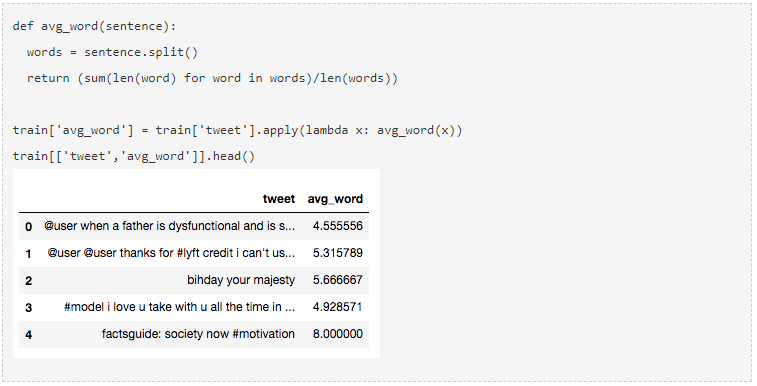 def avg_word(sentence):
  words = sentence.split()
  return (sum(len(word) for word in words)/len(words))

train['avg_word'] = train['tweet'].apply(lambda x: avg_word(x))
train[['tweet','avg_word']].head()
tweet avg_word
0 @user when a father is dysfunctional and is s... 4.555556
1 @user @user thanks for #lyft credit i can't us... 5.315789
2 bihday your majesty 5.666667
3 #model i love u take with u all the time in ... 4.928571
4 factsguide: society now #motivation 8.000000